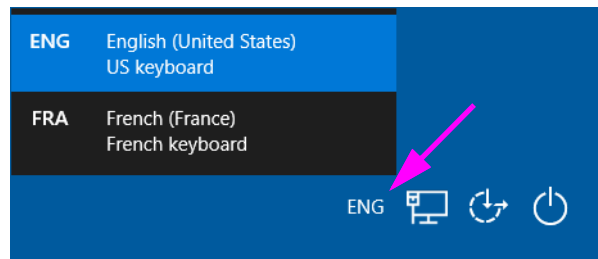 ENG English (United States)
US keyboard
FRA French (France)
French keyboard
ENG